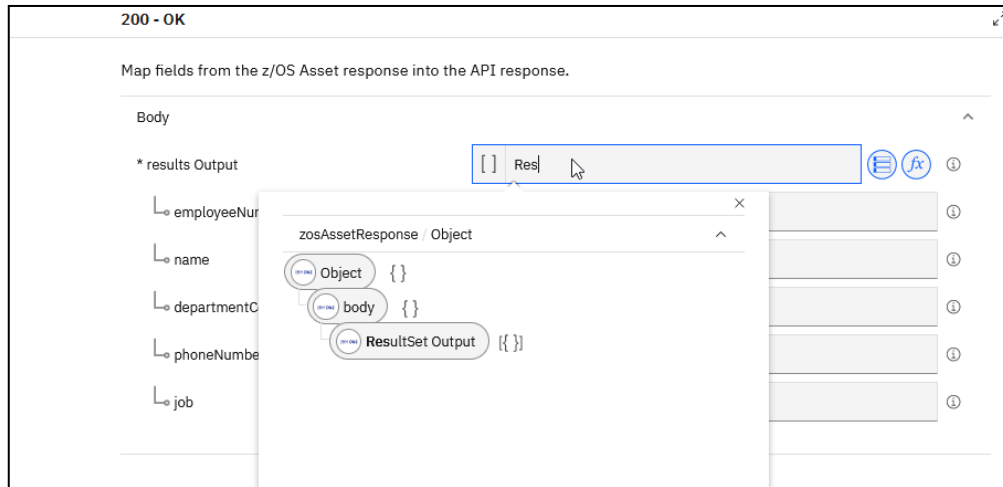 200 - OK
Map fields from the z/OS Asset response into the API response.
Body
* results Output
[ ] Res
fx
employeeNur
zosAssetResponse / Object
Object { }
name
body { }
departmentC
ResultSet Output [{ }]
phoneNumbe
job